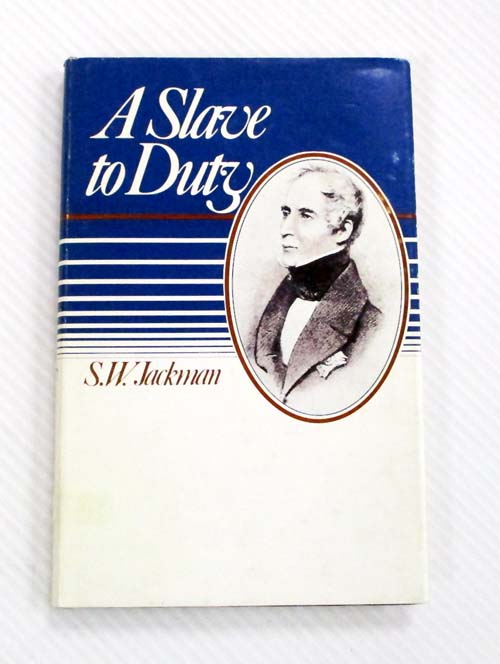 A Slave
to Duty
S.W. Jackman